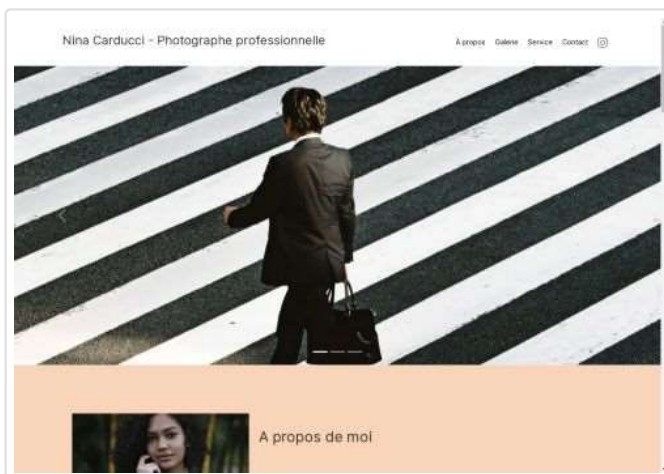 Nina Carducci - Photographe professionnelle
À propos Galerie Service Contact
A propos de moi